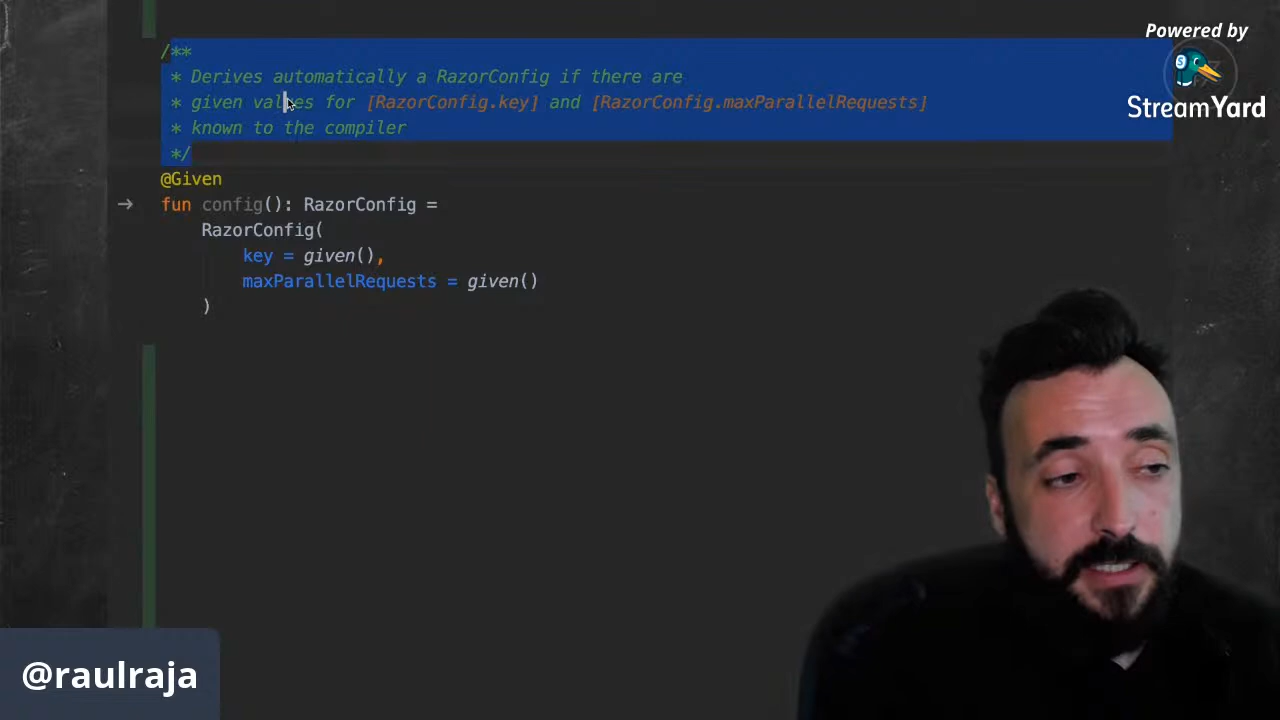 Powered by
StreamYard
/**
 * Derives automatically a RazorConfig if there are
 * given values for [RazorConfig.key] and [RazorConfig.maxParallelRequests]
 * known to the compiler
 */
@Given
fun config(): RazorConfig =
    RazorConfig(
        key = given(),
        maxParallelRequests = given()
    )
@raulraja